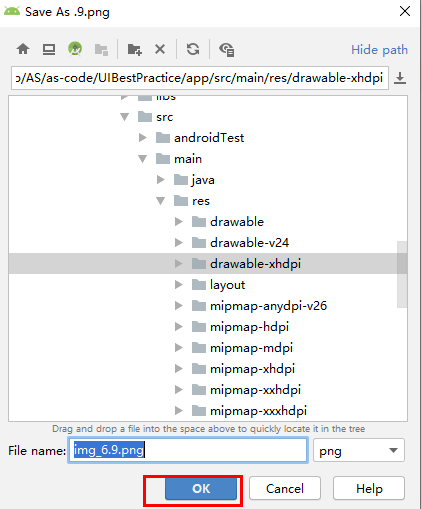 Save As .9.png
Hide path
o/AS/as-code/UIBestPractice/app/src/main/res/drawable-xhdpi
libs
src
androidTest
main
java
res
drawable
drawable-v24
drawable-xhdpi
layout
mipmap-anydpi-v26
mipmap-hdpi
mipmap-mdpi
mipmap-xhdpi
mipmap-xxhdpi
mipmap-xxxhdpi
Drag and drop a file into the space above to quickly locate it in the tree
File name: img_6.9.png png
OK Cancel Help